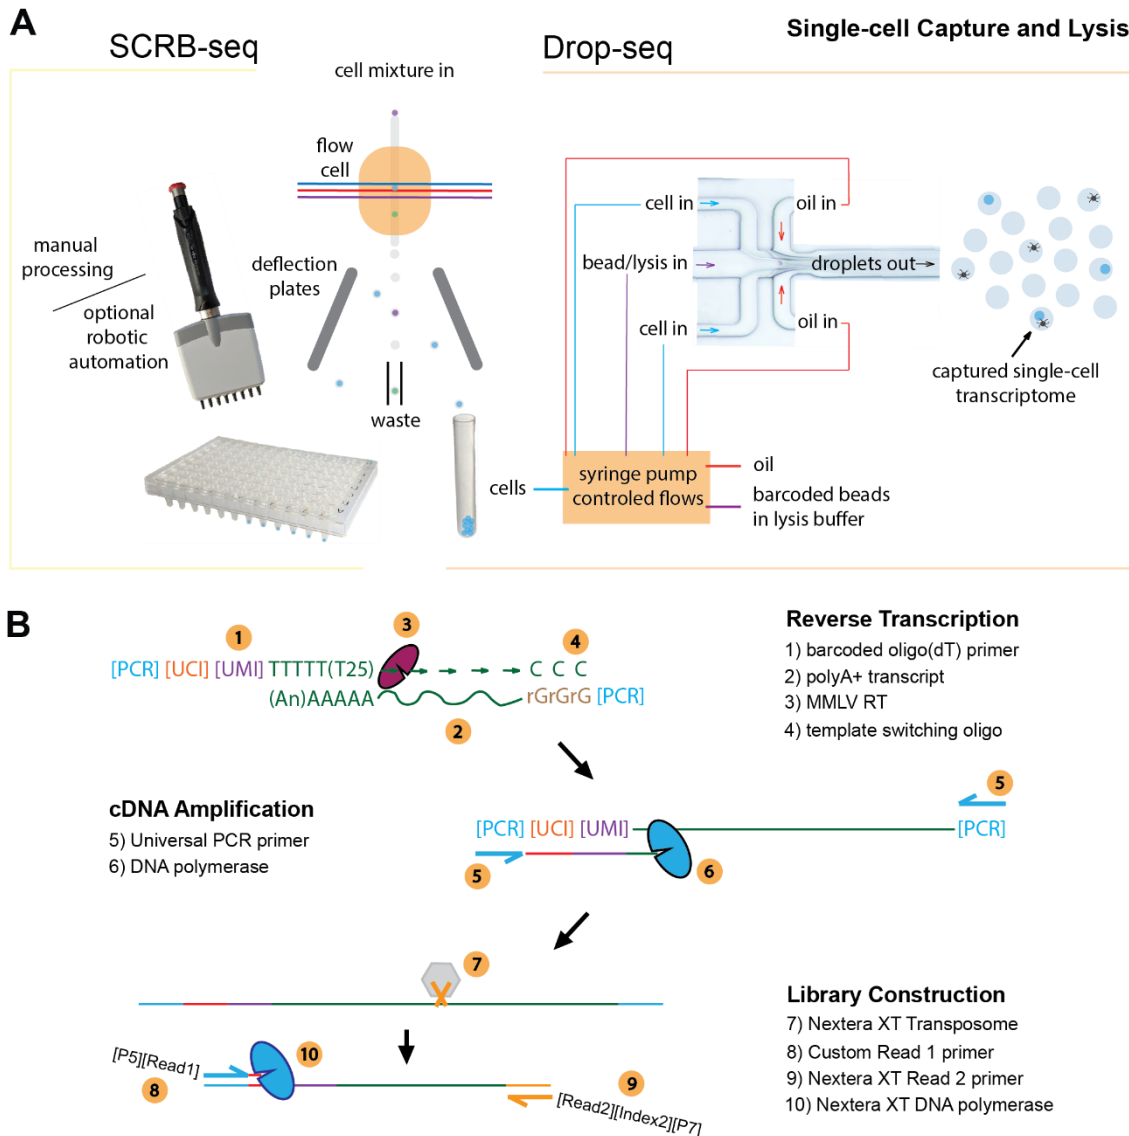 A
SCRB-seq
Drop-seq
Single-cell Capture and Lysis
cell mixture in
flow
cell
manual
processing
optional
robotic
automation
deflection
plates
waste
cell in
oil in
bead/lysis in
droplets out
cell in
oil in
captured single-cell
transcriptome
cells
syringe pump
controled flows
oil
barcoded beads
in lysis buffer
B
1
3
4
[PCR] [UCI] [UMI] TTTTT(T25) C C C
(An)AAAAA rGrGrG [PCR]
2
Reverse Transcription
1) barcoded oligo(dT) primer
2) polyA+ transcript
3) MMLV RT
4) template switching oligo
cDNA Amplification
5) Universal PCR primer
6) DNA polymerase
5
[PCR] [UCI] [UMI] [PCR]
5
6
7
Library Construction
7) Nextera XT Transposome
8) Custom Read 1 primer
9) Nextera XT Read 2 primer
10) Nextera XT DNA polymerase
[P5][Read1]
10
8
9
[Read2][Index2][P7]